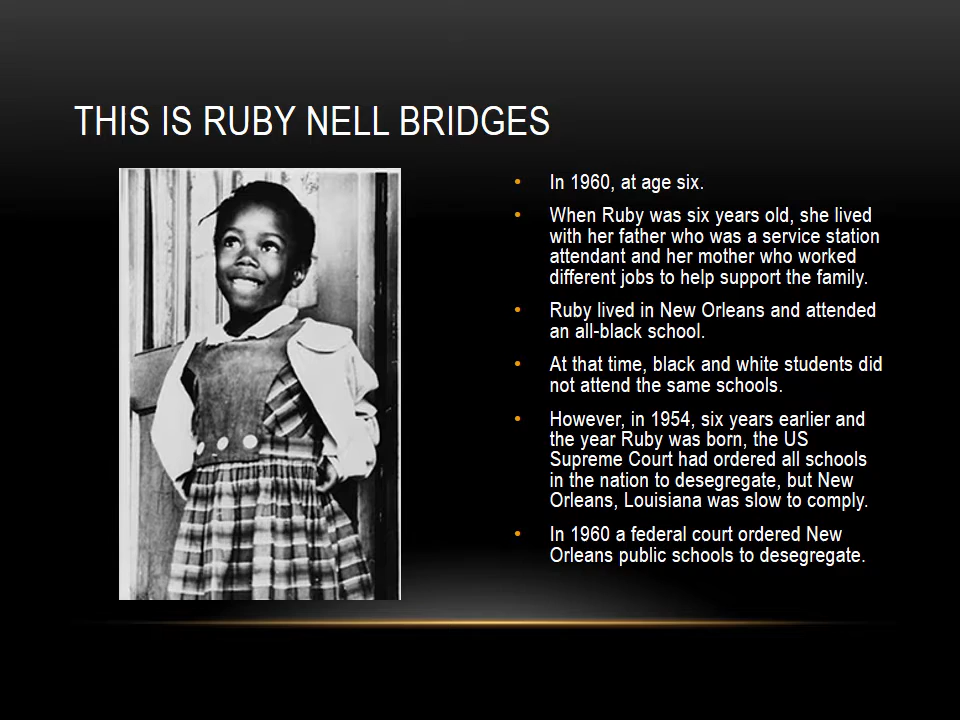 THIS IS RUBY NELL BRIDGES
• In 1960, at age six.
• When Ruby was six years old, she lived
with her father who was a service station
attendant and her mother who worked
different jobs to help support the family.
• Ruby lived in New Orleans and attended
an all-black school.
• At that time, black and white students did
not attend the same schools.
• However, in 1954, six years earlier and
the year Ruby was born, the US
Supreme Court had ordered all schools
in the nation to desegregate, but New
Orleans, Louisiana was slow to comply.
• In 1960 a federal court ordered New
Orleans public schools to desegregate.